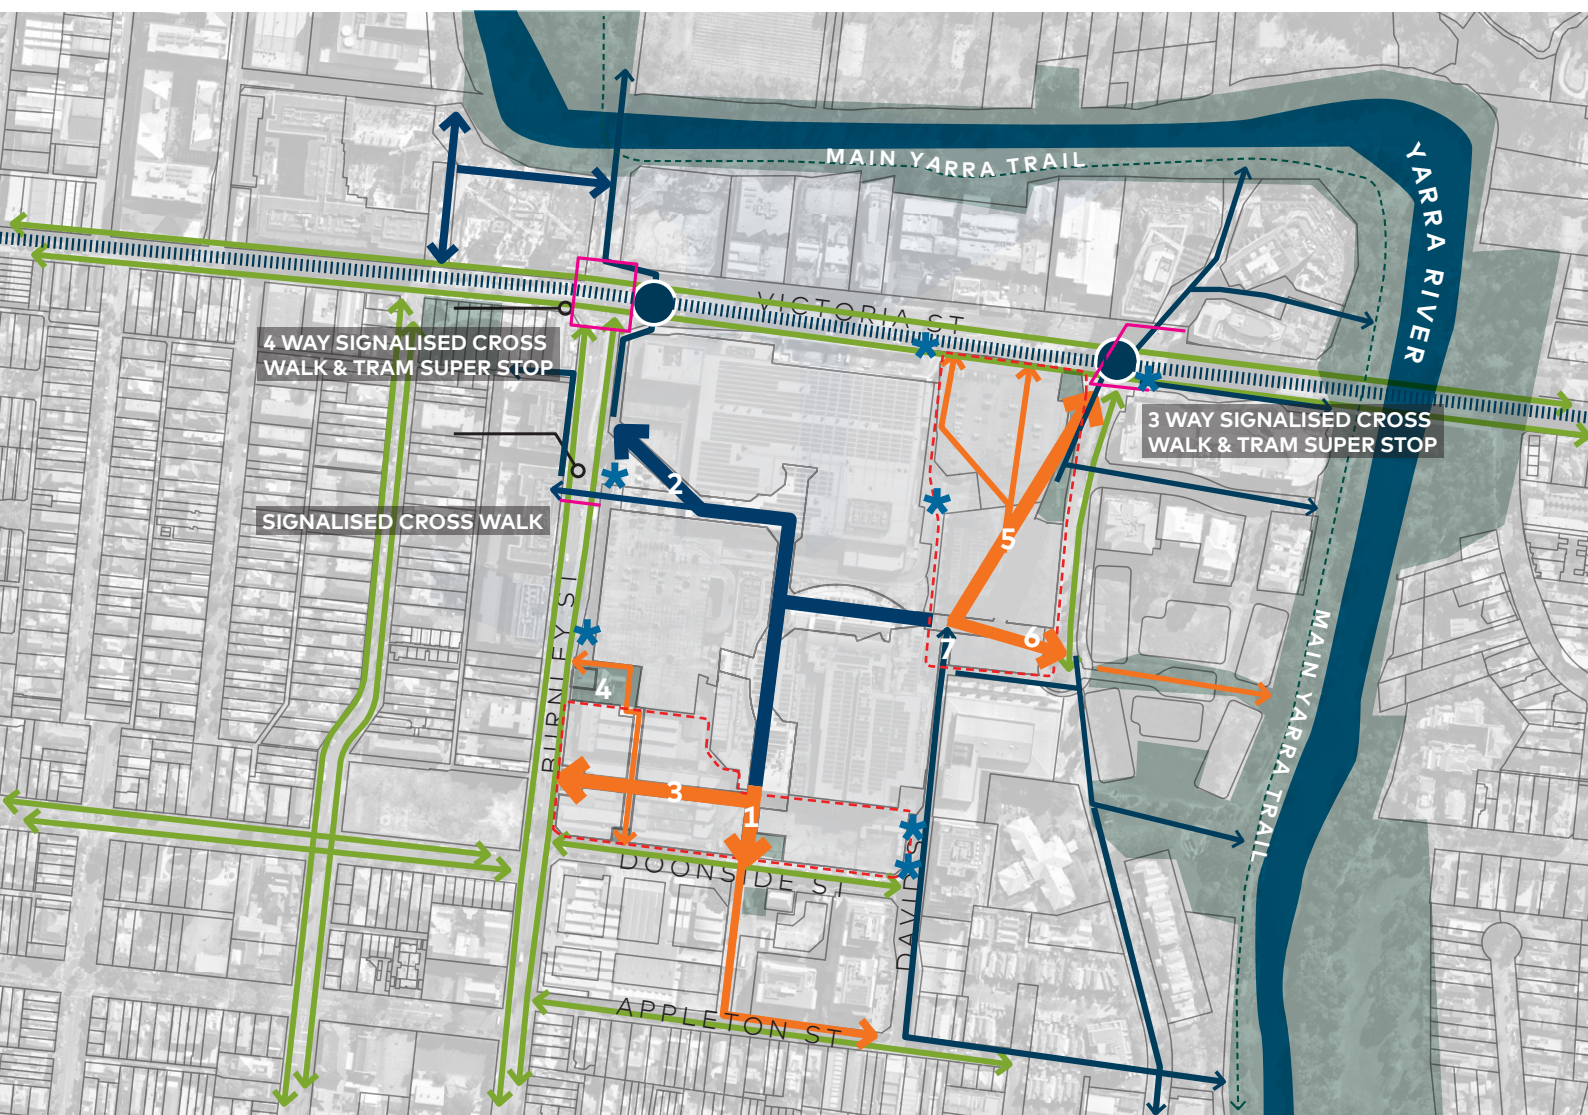 MAIN YARRA TRAIL
YARRA RIVER
VICTORIA ST
4 WAY SIGNALISED CROSS
WALK & TRAM SUPER STOP
3 WAY SIGNALISED CROSS
WALK & TRAM SUPER STOP
2
SIGNALISED CROSS WALK
5
BURNLEY ST
6
7
4
MAIN YARRA TRAIL
3
1
DOONSIDE ST
DAVIDS
APPLETON ST